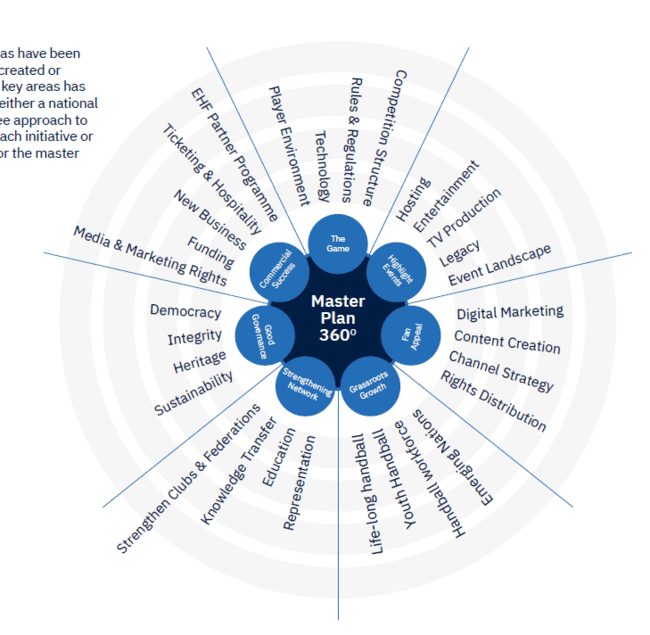 as have been
created or
key areas has
either a national
ee approach to
ach initiative or
or the master
Master
Plan
360º
The
Game
Player Environment
Technology
Rules & Regulations
Competition Structure
Highlight
Events
Hosting
Entertainment
TV Production
Legacy
Event Landscape
Fan
Appeal
Digital Marketing
Content Creation
Channel Strategy
Rights Distribution
Grassroots
Growth
Emerging Nations
Handball workforce
Youth Handball
Life-long handball
Strengthening
Network
Representation
Education
Knowledge Transfer
Strengthen Clubs & Federations
Good
Governance
Democracy
Integrity
Heritage
Sustainability
Commercial
Success
Media & Marketing Rights
Funding
New Business
Ticketing & Hospitality
EHF Partner Programme